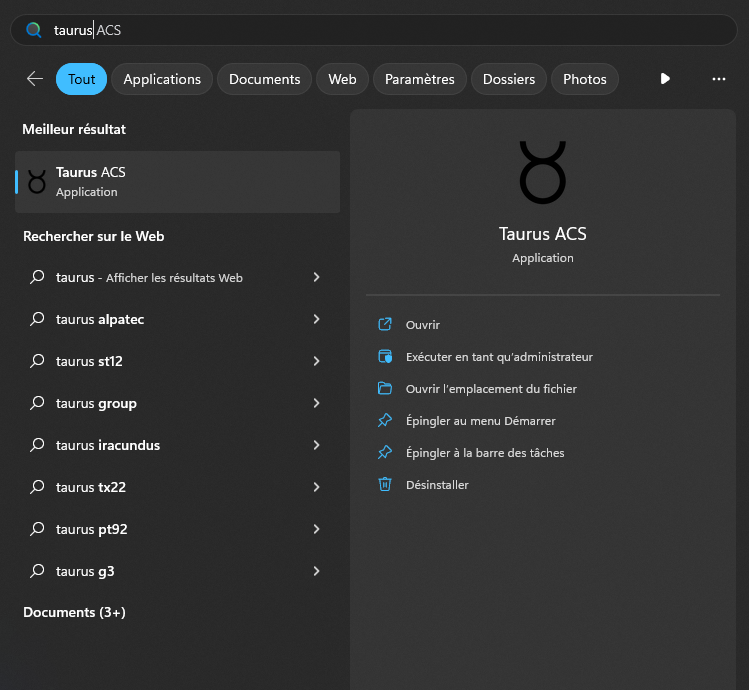 taurus ACS
Tout Applications Documents Web Paramètres Dossiers Photos
Meilleur résultat
Taurus ACS
Application
Rechercher sur le Web
taurus - Afficher les résultats Web
taurus alpatec
taurus st12
taurus group
taurus iracundus
taurus tx22
taurus pt92
taurus g3
Documents (3+)
Taurus ACS
Application
Ouvrir
Exécuter en tant qu'administrateur
Ouvrir l'emplacement du fichier
Épingler au menu Démarrer
Épingler à la barre des tâches
Désinstaller